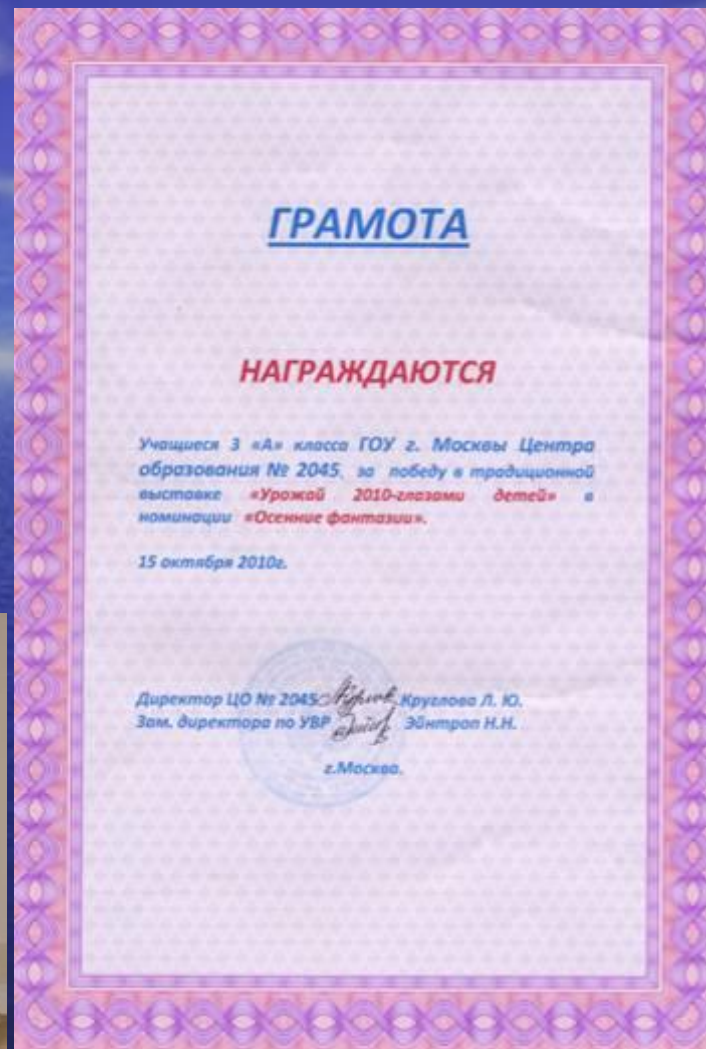 ГРАМОТА
НАГРАЖДАЮТСЯ
Учащиеся 3 «А» класса ГОУ г. Москвы Центра
образования № 2045, за победу в традиционной
выставке «Урожай 2010-глазами детей» в
номинации «Осенние фантазии».
15 октября 2010г.
Директор ЦО № 2045 Круглова Л. Ю.
Зам. директора по УВР Эйнтроп Н.Н.
г.Москва.